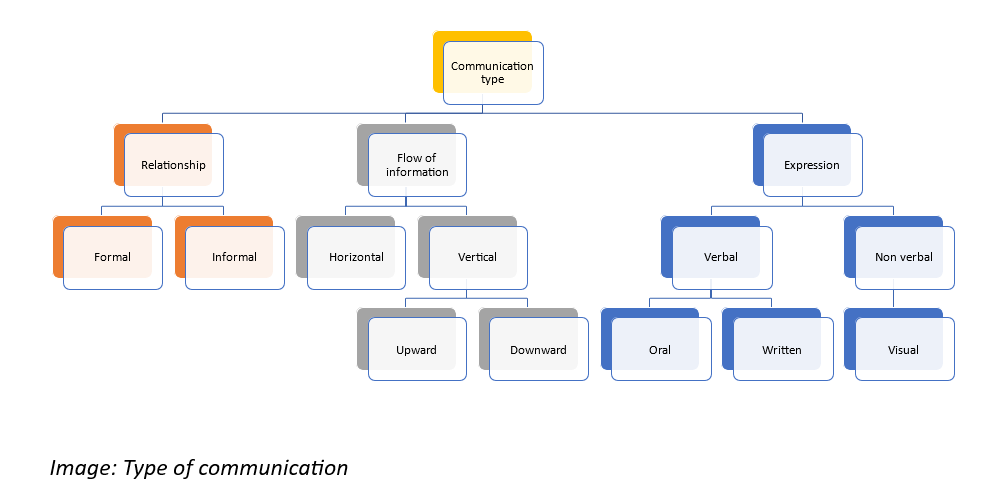 Communication
type
Relationship
Flow of
information
Expression
Formal
Informal
Horizontal
Vertical
Verbal
Non verbal
Upward
Downward
Oral
Written
Visual
Image: Type of communication